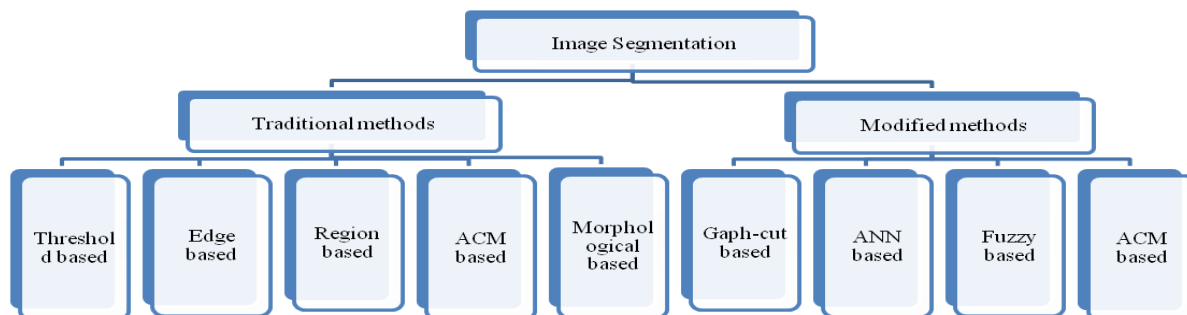 Image Segmentation
Traditional methods
Modified methods
Threshol
d based
Edge
based
Region
based
ACM
based
Morphol
ogical
based
Gaph-cut
based
ANN
based
Fuzzy
based
ACM
based